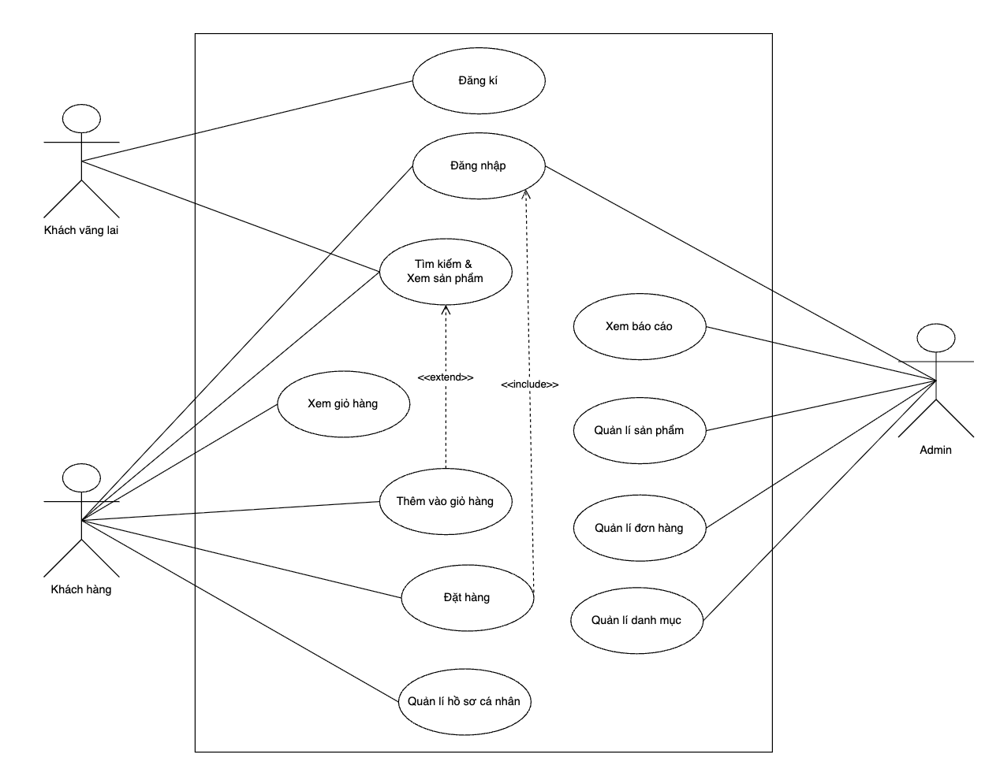 Đăng kí
Đăng nhập
Khách vãng lai
Tìm kiếm &
Xem sản phẩm
Xem báo cáo
<<extend>>
<<include>>
Xem giỏ hàng
Quản lí sản phẩm
Admin
Thêm vào giỏ hàng
Quản lí đơn hàng
Khách hàng
Đặt hàng
Quản lí danh mục
Quản lí hồ sơ cá nhân